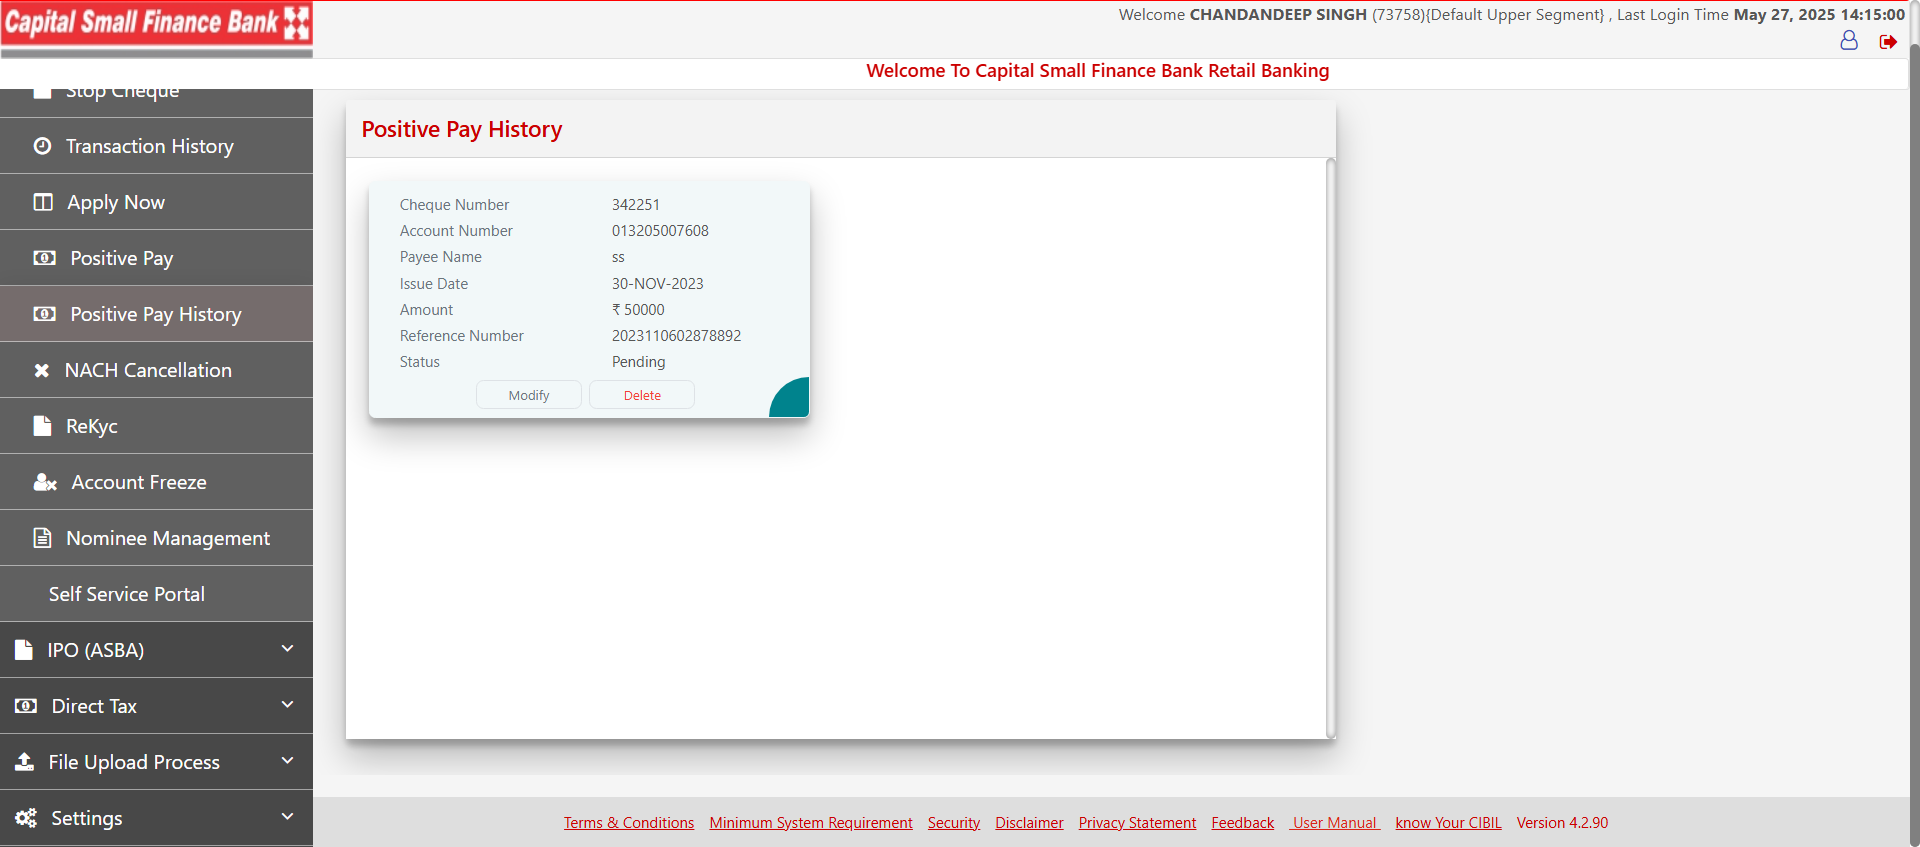 Capital Small Finance Bank
Welcome CHANDANDEEP SINGH (73758){Default Upper Segment} , Last Login Time May 27, 2025 14:15:00
Welcome To Capital Small Finance Bank Retail Banking
Stop Cheque
Transaction History
Apply Now
Positive Pay
Positive Pay History
NACH Cancellation
ReKyc
Account Freeze
Nominee Management
Self Service Portal
IPO (ASBA)
Direct Tax
File Upload Process
Settings
Positive Pay History
Cheque Number 342251
Account Number 013205007608
Payee Name ss
Issue Date 30-NOV-2023
Amount ₹ 50000
Reference Number 2023110602878892
Status Pending
Modify Delete
Terms & Conditions Minimum System Requirement Security Disclaimer Privacy Statement Feedback User Manual know Your CIBIL Version 4.2.90